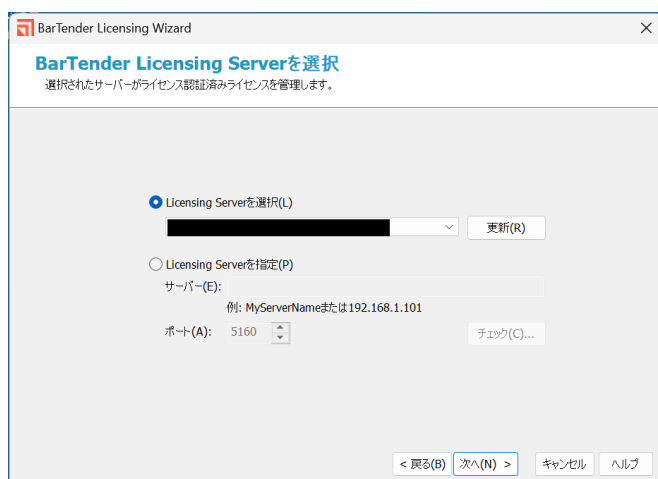 BarTender Licensing Wizard
BarTender Licensing Serverを選択
選択されたサーバーがライセンス認証済みライセンスを管理します。
Licensing Serverを選択(L)
更新(R)
Licensing Serverを指定(P)
サーバー(E):
例: MyServerNameまたは192.168.1.101
ポート(A): 5160 チェック(C)...
< 戻る(B) 次へ(N) > キャンセル ヘルプ